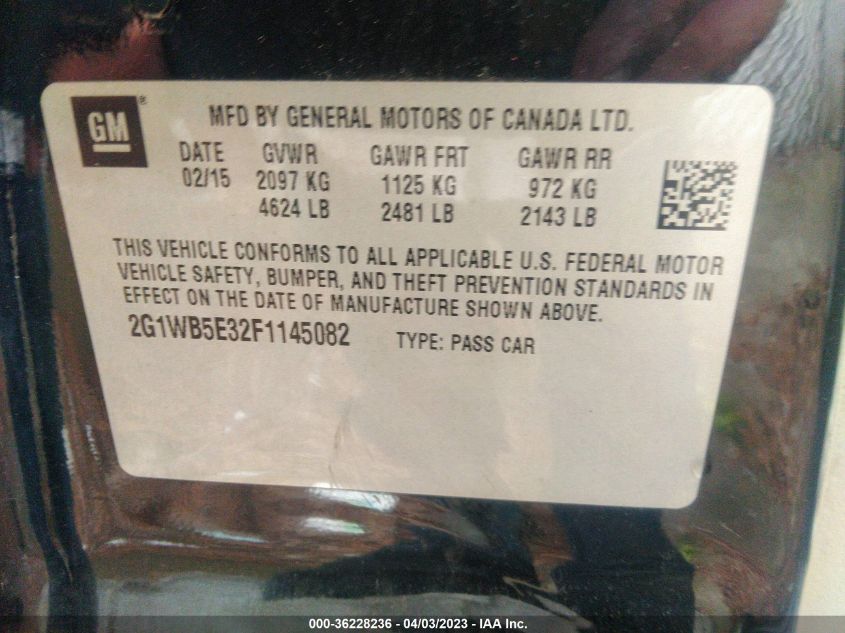 GM ®
MFD BY GENERAL MOTORS OF CANADA LTD.
DATE GVWR GAWR FRT GAWR RR
02/15 2097 KG 1125 KG 972 KG
4624 LB 2481 LB 2143 LB
THIS VEHICLE CONFORMS TO ALL APPLICABLE U.S. FEDERAL MOTOR
VEHICLE SAFETY, BUMPER, AND THEFT PREVENTION STANDARDS IN
EFFECT ON THE DATE OF MANUFACTURE SHOWN ABOVE.
2G1WB5E32F1145082 TYPE: PASS CAR
000-36228236 - 04/03/2023 - IAA Inc.